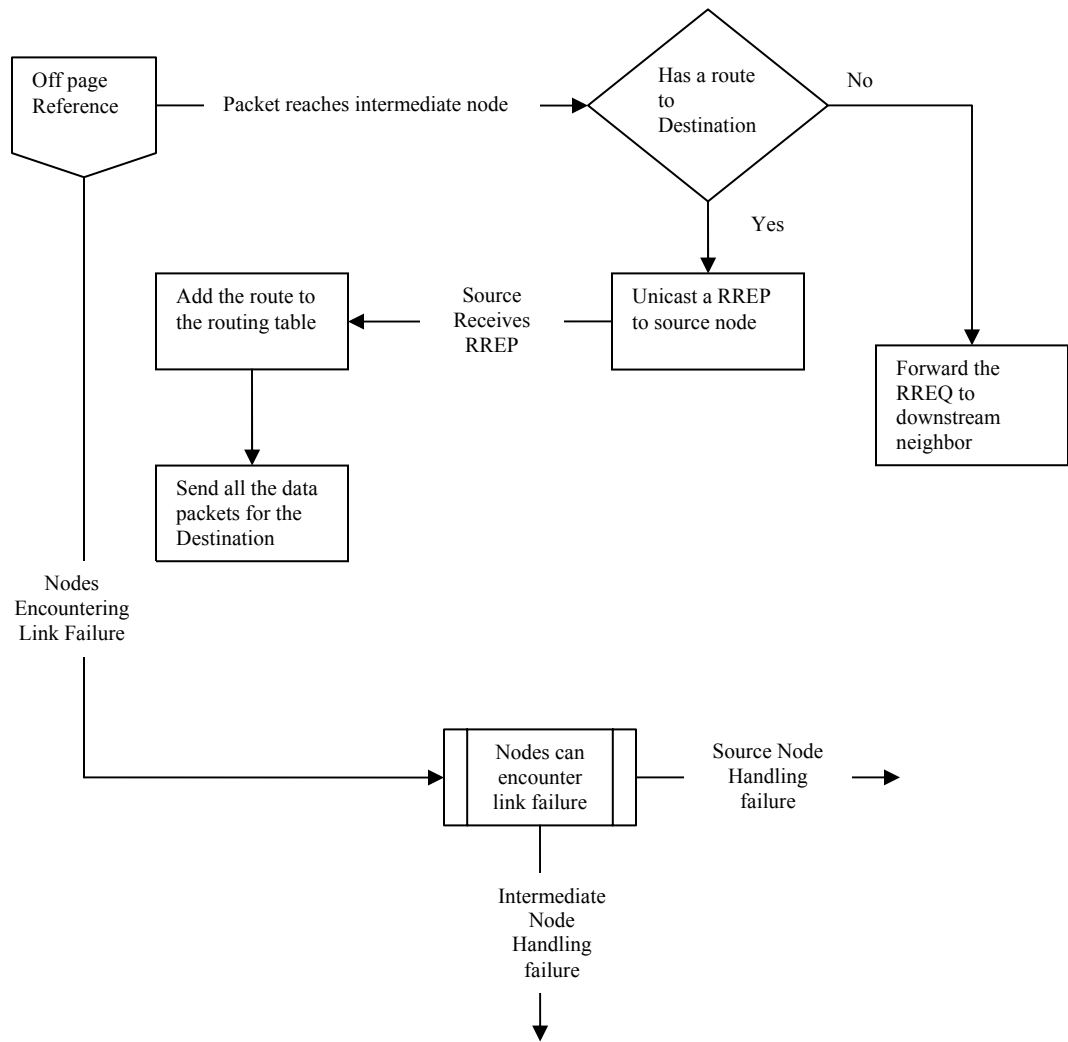 Off page
Reference
Packet reaches intermediate node
Has a route
to
Destination
No
Yes
Add the route to
the routing table
Source
Receives
RREP
Unicast a RREP
to source node
Forward the
RREQ to
downstream
neighbor
Send all the data
packets for the
Destination
Nodes
Encountering
Link Failure
Nodes can
encounter
link failure
Source Node
Handling
failure
Intermediate
Node
Handling
failure